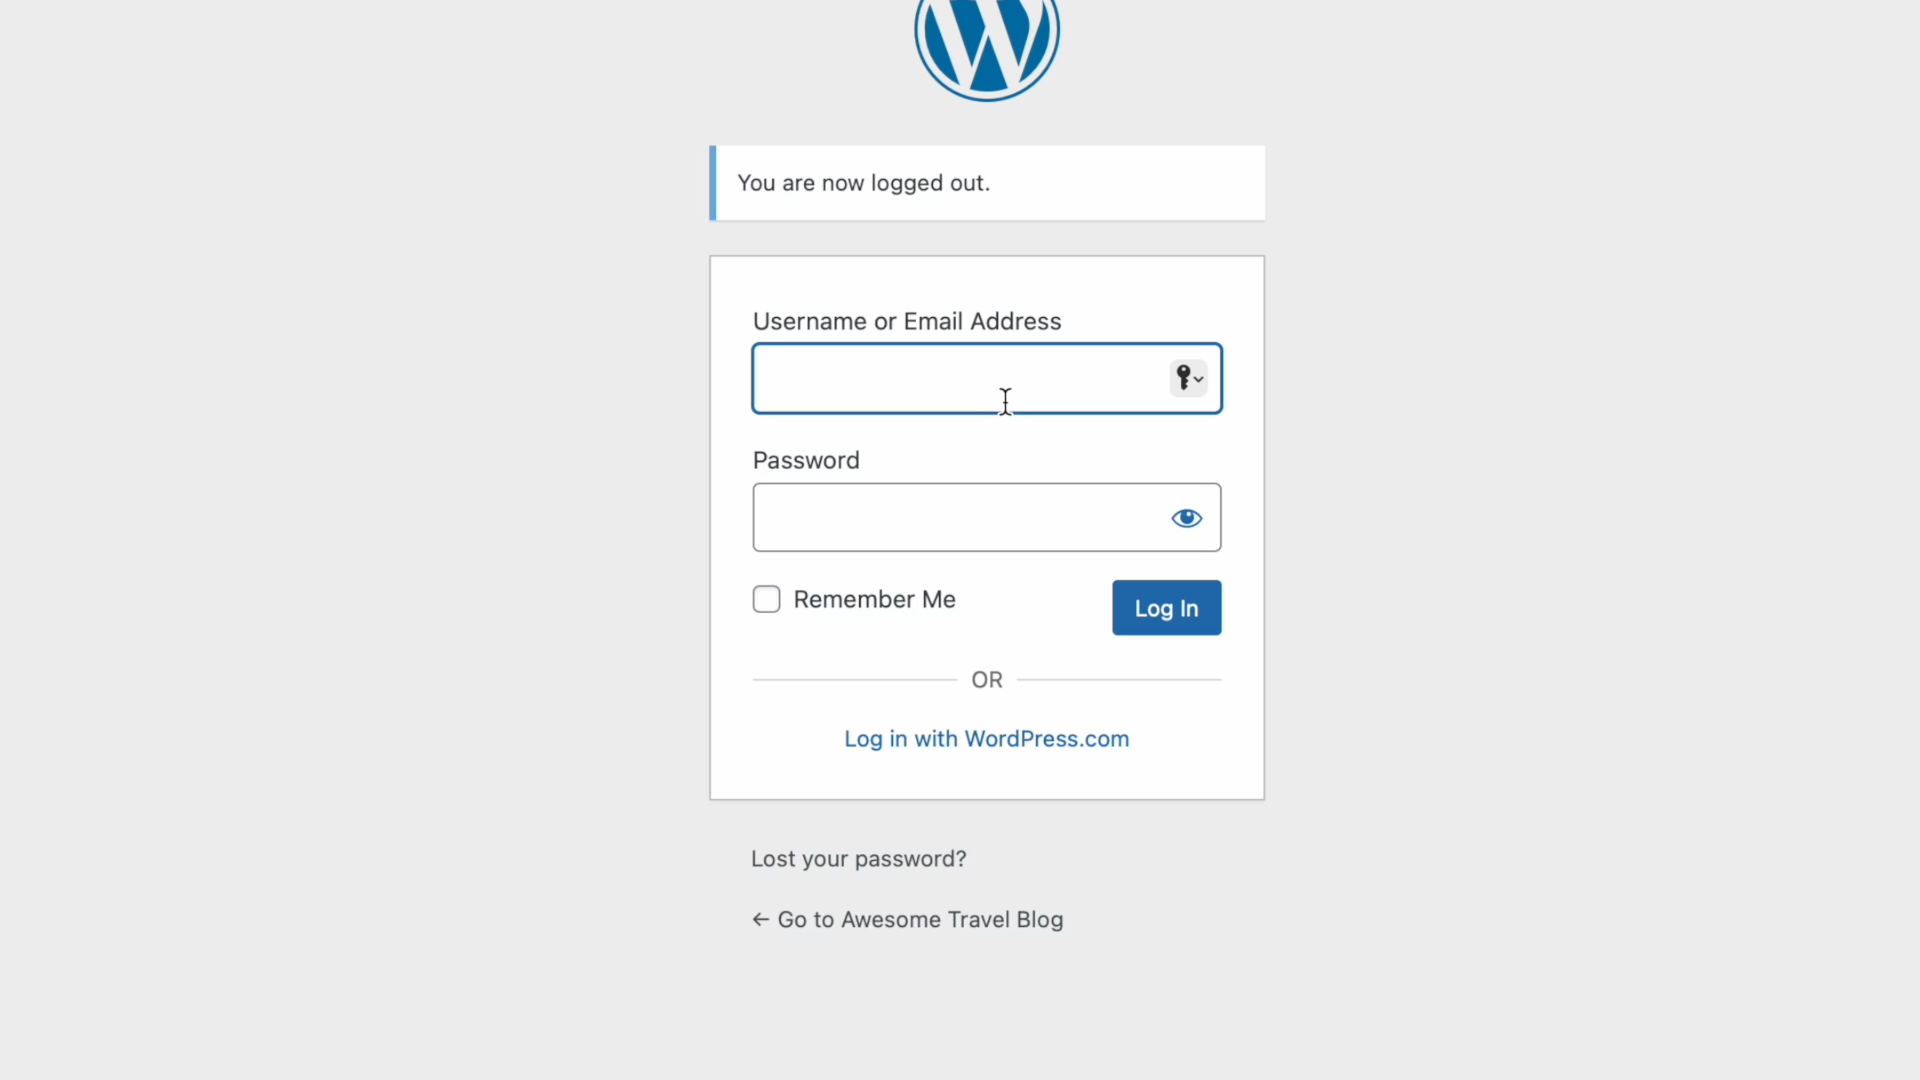 You are now logged out.
Username or Email Address
Password
Remember Me
Log In
OR
Log in with WordPress.com
Lost your password?
← Go to Awesome Travel Blog